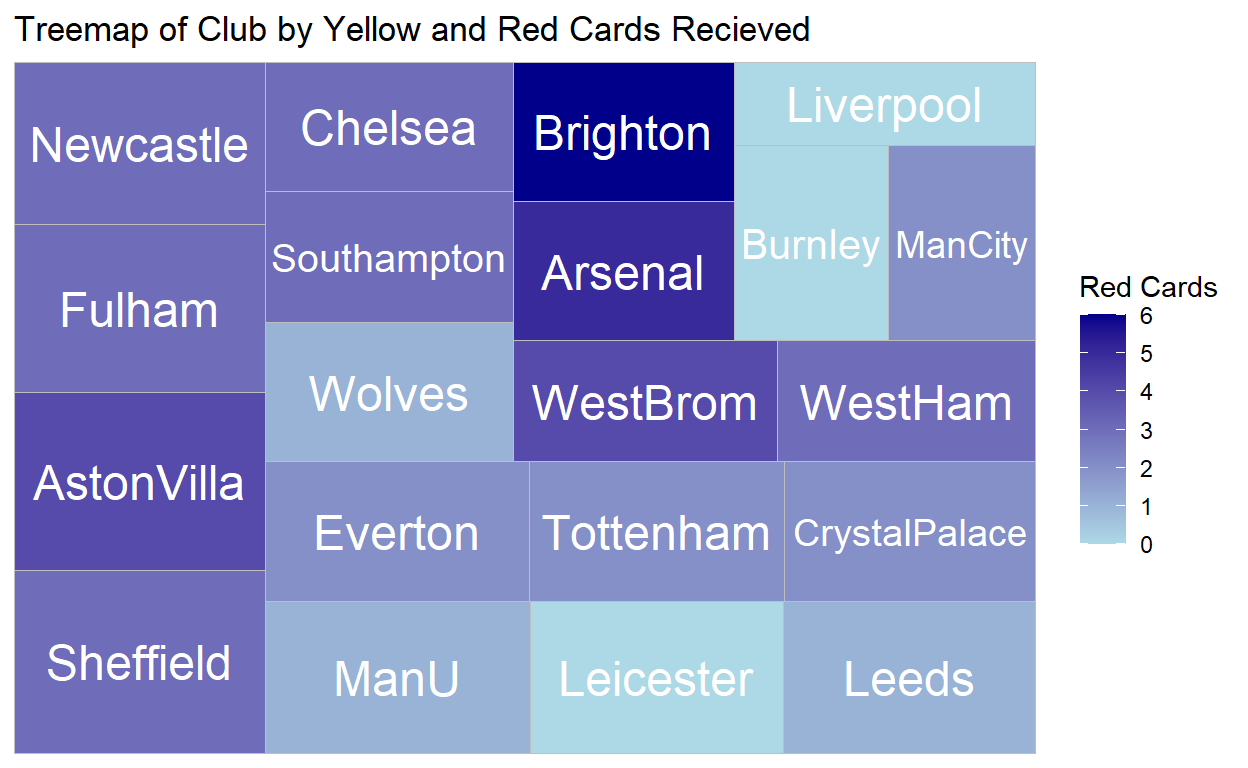 Treemap of Club by Yellow and Red Cards Recieved
Newcastle
Chelsea
Brighton
Liverpool
Fulham
Southampton
Arsenal
Burnley
ManCity
AstonVilla
Wolves
WestBrom
WestHam
Sheffield
Everton
Tottenham
CrystalPalace
ManU
Leicester
Leeds
Red Cards
6
5
4
3
2
1
0